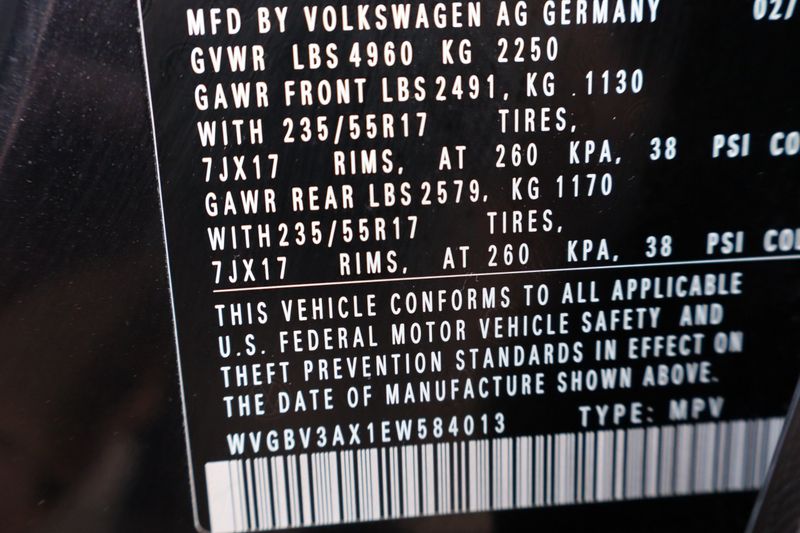 MFD BY VOLKSWAGEN AG GERMANY 02/
GVWR LBS 4960 KG 2250
GAWR FRONT LBS 2491, KG .1130
WITH 235/55R17 TIRES,
7JX17 RIMS, AT 260 KPA, 38 PSI CO
GAWR REAR LBS 2579, KG 1170
WITH 235/55R17 TIRES,
7JX17 RIMS, AT 260 KPA, 38 PSI COL
THIS VEHICLE CONFORMS TO ALL APPLICABLE
U.S. FEDERAL MOTOR VEHICLE SAFETY AND
THEFT PREVENTION STANDARDS IN EFFECT ON
THE DATE OF MANUFACTURE SHOWN ABOVE.
WVGBV3AX1EW584013 TYPE: MPV